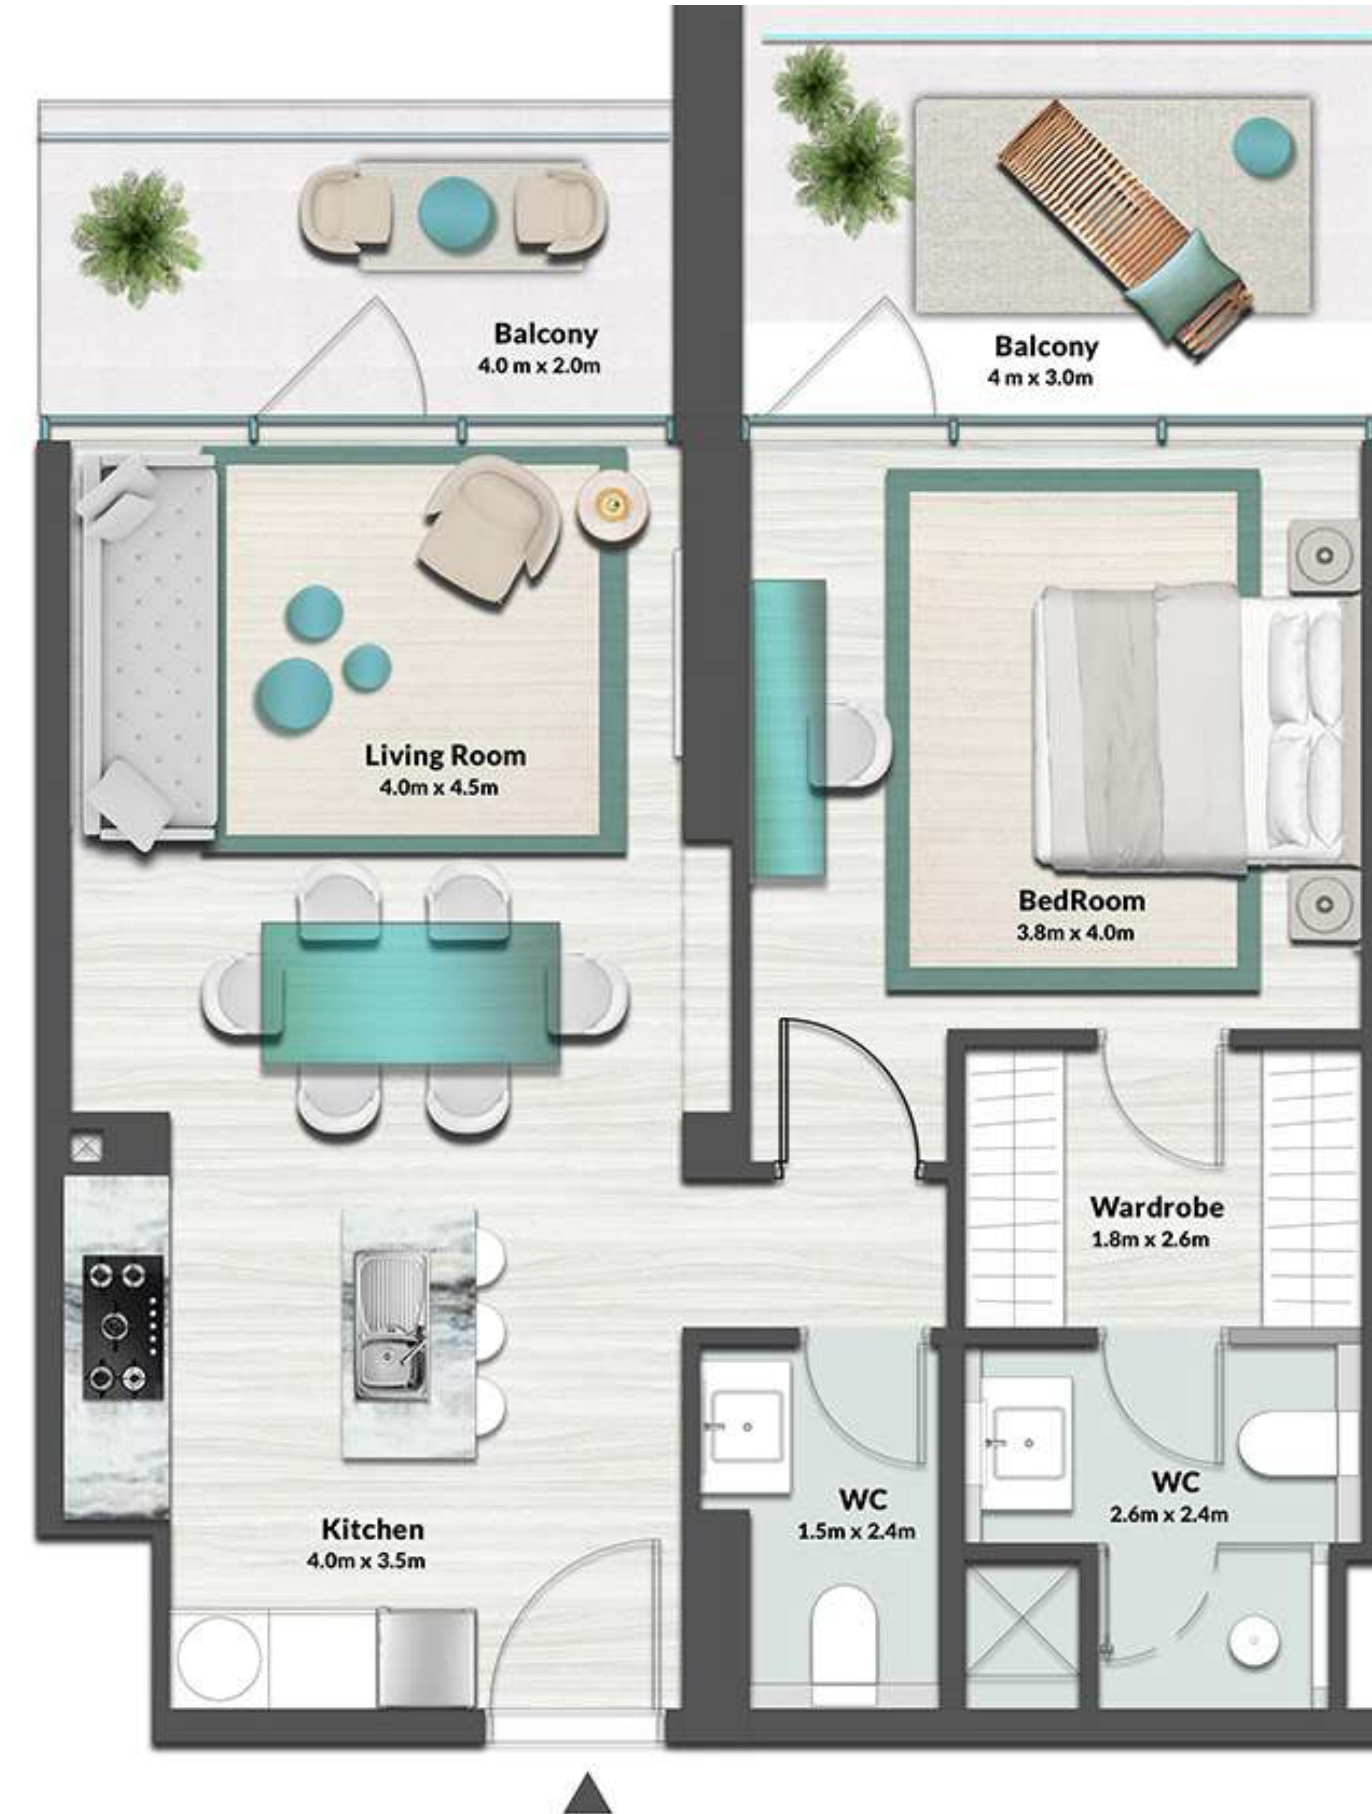 Balcony
4.0 m x 2.0m
Balcony
4 m x 3.0m
Living Room
4.0m x 4.5m
BedRoom
3.8m x 4.0m
Wardrobe
1.8m x 2.6m
WC
1.5m x 2.4m
WC
2.6m x 2.4m
Kitchen
4.0m x 3.5m